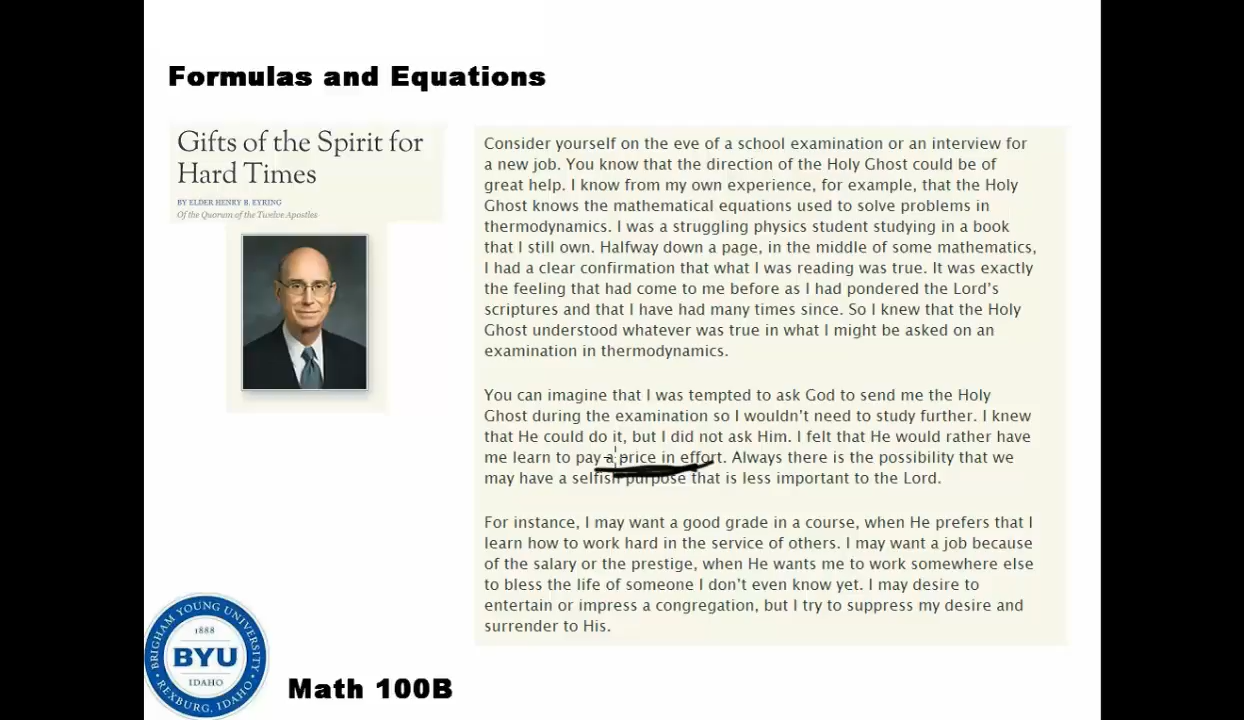 Formulas and Equations
Gifts of the Spirit for
Hard Times
BY ELDER HENRY B. EYRING
Of the Quorum of the Twelve Apostles
Consider yourself on the eve of a school examination or an interview for
a new job. You know that the direction of the Holy Ghost could be of
great help. I know from my own experience, for example, that the Holy
Ghost knows the mathematical equations used to solve problems in
thermodynamics. I was a struggling physics student studying in a book
that I still own. Halfway down a page, in the middle of some mathematics,
I had a clear confirmation that what I was reading was true. It was exactly
the feeling that had come to me before as I had pondered the Lord's
scriptures and that I have had many times since. So I knew that the Holy
Ghost understood whatever was true in what I might be asked on an
examination in thermodynamics.
You can imagine that I was tempted to ask God to send me the Holy
Ghost during the examination so I wouldn't need to study further. I knew
that He could do it, but I did not ask Him. I felt that He would rather have
me learn to pay a price in effort. Always there is the possibility that we
may have a selfish purpose that is less important to the Lord.
For instance, I may want a good grade in a course, when He prefers that I
learn how to work hard in the service of others. I may want a job because
of the salary or the prestige, when He wants me to work somewhere else
to bless the life of someone I don't even know yet. I may desire to
entertain or impress a congregation, but I try to suppress my desire and
surrender to His.
BRIGHAM YOUNG UNIVERSITY
1888
BYU
IDAHO
REXBURG, IDAHO
Math 100B